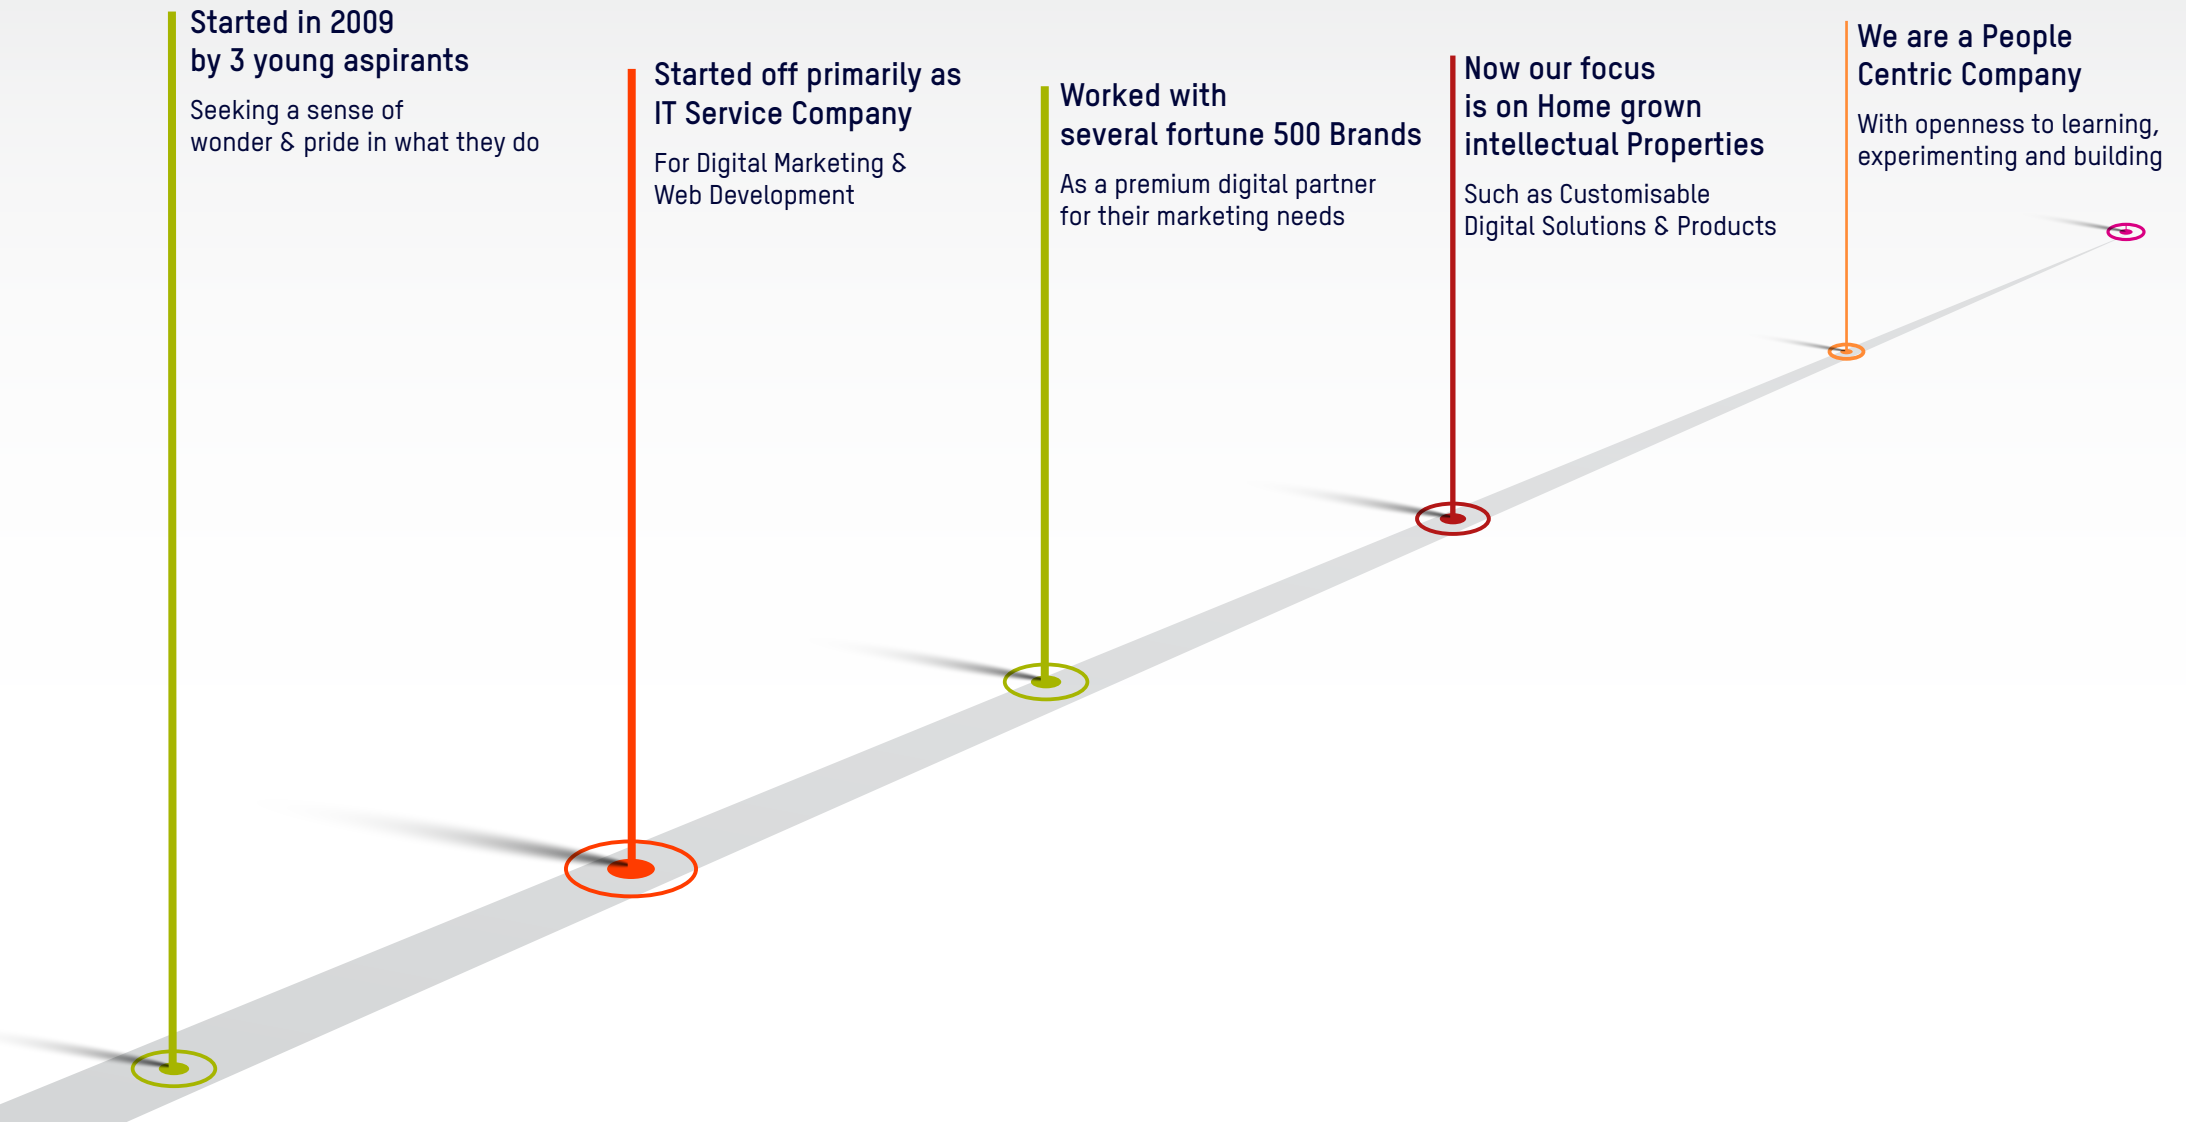 Started in 2009
by 3 young aspirants
Seeking a sense of
wonder & pride in what they do
Started off primarily as
IT Service Company
For Digital Marketing &
Web Development
Worked with
several fortune 500 Brands
As a premium digital partner
for their marketing needs
Now our focus
is on Home grown
intellectual Properties
Such as Customisable
Digital Solutions & Products
We are a People
Centric Company
With openness to learning,
experimenting and building